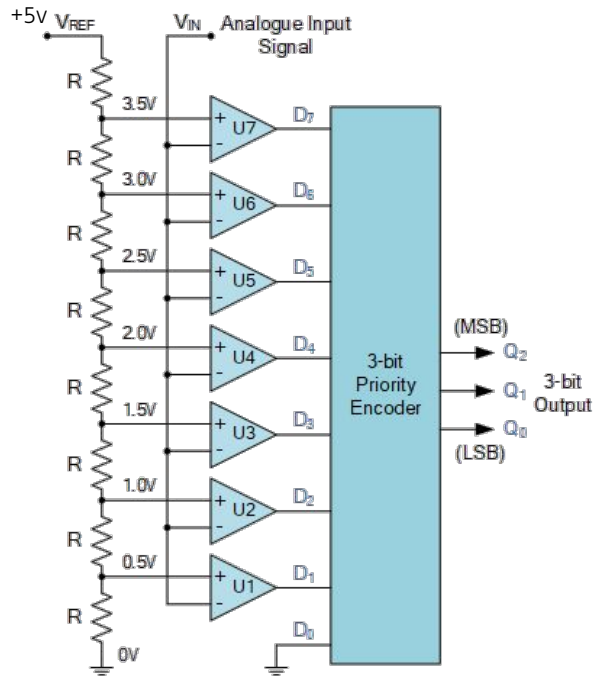 +5v VREF VIN Analogue Input
Signal
R
3.5V + U7 - D7
R
3.0V + U6 - D6
R
2.5V + U5 - D5
R
2.0V + U4 - D4
R
1.5V + U3 - D3
R
1.0V + U2 - D2
R
0.5V + U1 - D1
R
0V
D0
3-bit
Priority
Encoder
(MSB)
Q2
Q1
Q0
(LSB)
3-bit
Output